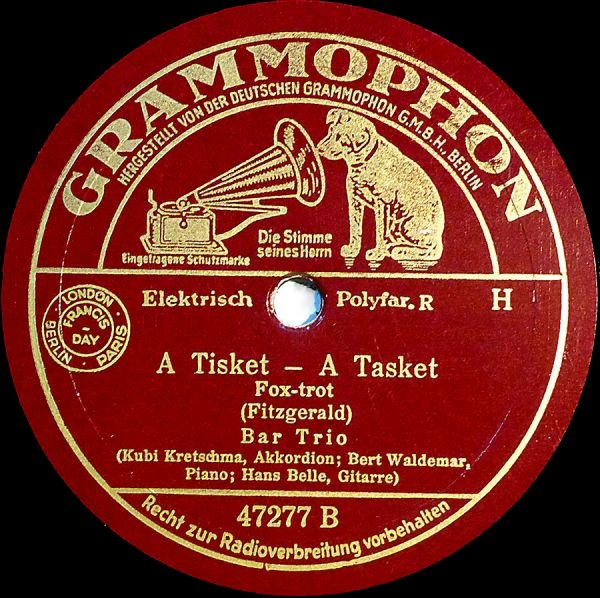 GRAMMOPHON
HERGESTELLT VON DER DEUTSCHEN GRAMMOPHON G.M.B.H., BERLIN
Die Stimme
seines Herrn
Eingetragene Schutzmarke
Elektrisch Polyfar. R H
LONDON
FRANCIS
-
DAY
BERLIN · PARIS
A Tisket – A Tasket
Fox-trot
(Fitzgerald)
Bar Trio
(Kubi Kretschma, Akkordion; Bert Waldemar,
Piano; Hans Belle, Gitarre)
47277 B
Recht zur Radioverbreitung vorbehalten